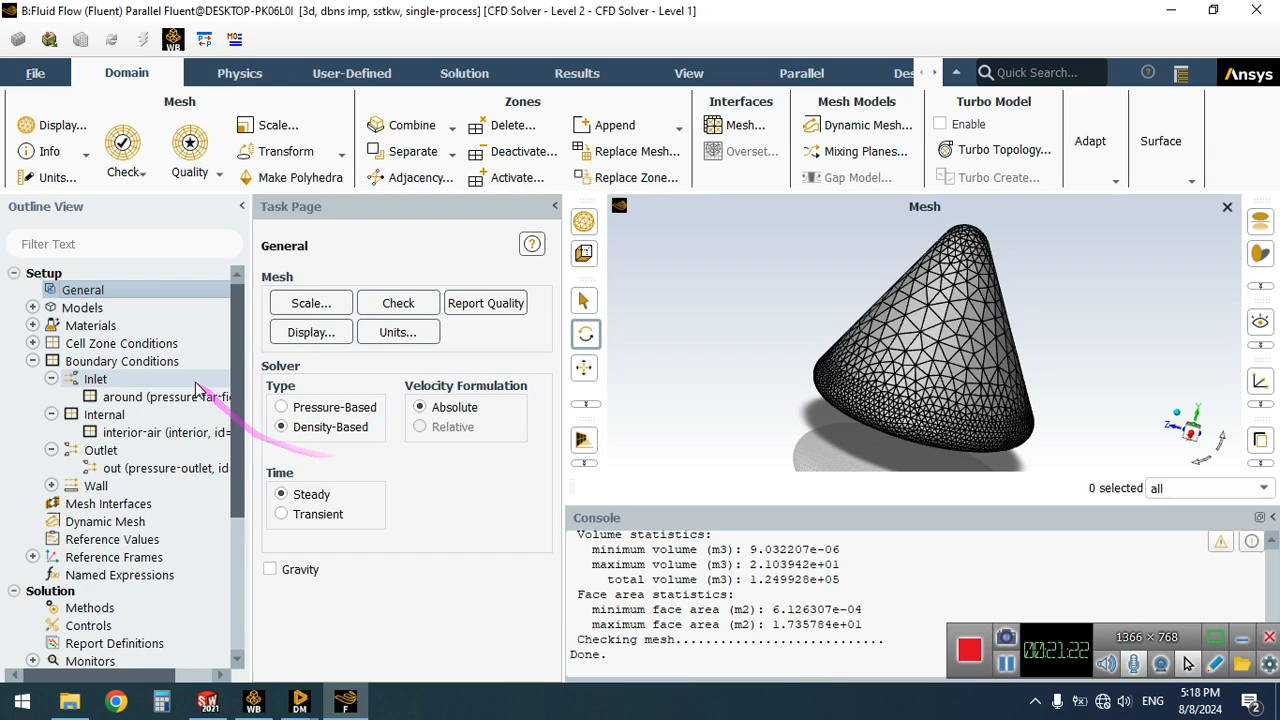 B:Fluid Flow (Fluent) Parallel Fluent@DESKTOP-PK06L0I [3d, dbns imp, sstkw, single-process] [CFD Solver - Level 2 - CFD Solver - Level 1]
WB
File Domain Physics User-Defined Solution Results View Parallel Des Quick Search... Ansys
Mesh Zones Interfaces Mesh Models Turbo Model
Display... Scale... Combine Delete... Append Mesh... Dynamic Mesh... Enable
Info Check Quality Transform Separate Deactivate... Replace Mesh... Overset... Mixing Planes... Turbo Topology... Adapt Surface
Units... Make Polyhedra Adjacency... Activate... Replace Zone... Gap Model... Turbo Create...
Outline View
Filter Text
Setup
General
Models
Materials
Cell Zone Conditions
Boundary Conditions
Inlet
around (pressure-far-fi
Internal
interior-air (interior, id=
Outlet
out (pressure-outlet, id=
Wall
Mesh Interfaces
Dynamic Mesh
Reference Values
Reference Frames
Named Expressions
Solution
Methods
Controls
Report Definitions
Monitors
Task Page
General
Mesh
Scale... Check Report Quality
Display... Units...
Solver
Type Velocity Formulation
Pressure-Based Absolute
Density-Based Relative
Time
Steady
Transient
Gravity
Mesh
Y
Z
0 selected all
Console
Volume statistics:
minimum volume (m3): 9.032207e-06
maximum volume (m3): 2.103942e+01
total volume (m3): 1.249928e+05
Face area statistics:
minimum face area (m2): 6.126307e-04
maximum face area (m2): 1.735784e+01
Checking mesh...........................
Done.
00:21:22
1366 × 768
SW
2021
WB
DM
F
ENG
5:18 PM
8/8/2024
2